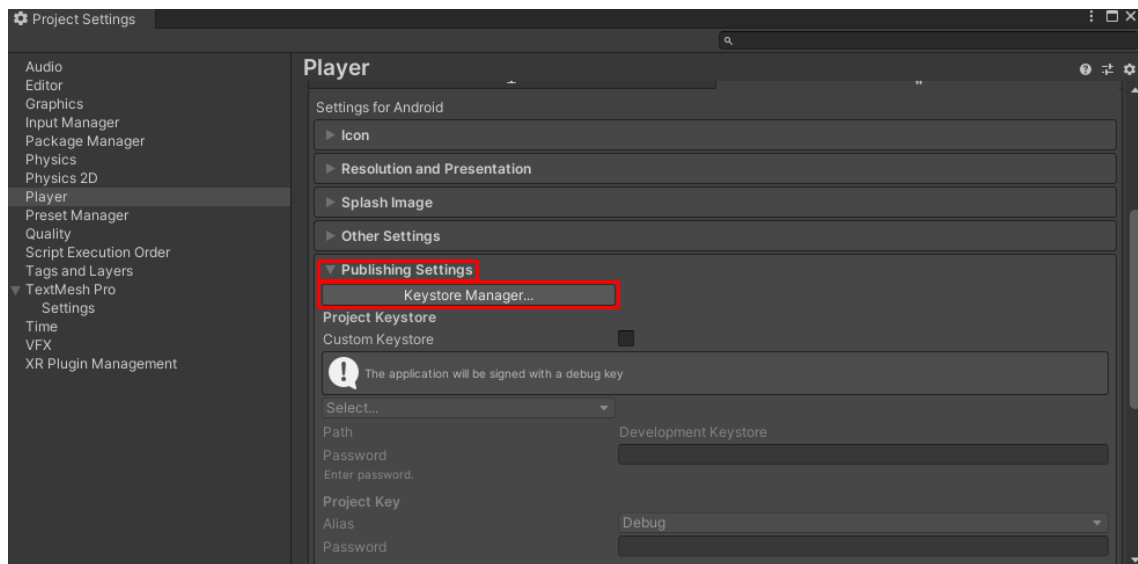 Project Settings
Player
Audio
Editor
Graphics
Input Manager
Package Manager
Physics
Physics 2D
Player
Preset Manager
Quality
Script Execution Order
Tags and Layers
TextMesh Pro
Settings
Time
VFX
XR Plugin Management
Settings for Android
Icon
Resolution and Presentation
Splash Image
Other Settings
Publishing Settings
Keystore Manager...
Project Keystore
Custom Keystore
The application will be signed with a debug key
Select...
Path Development Keystore
Password
Enter password.
Project Key
Alias Debug
Password